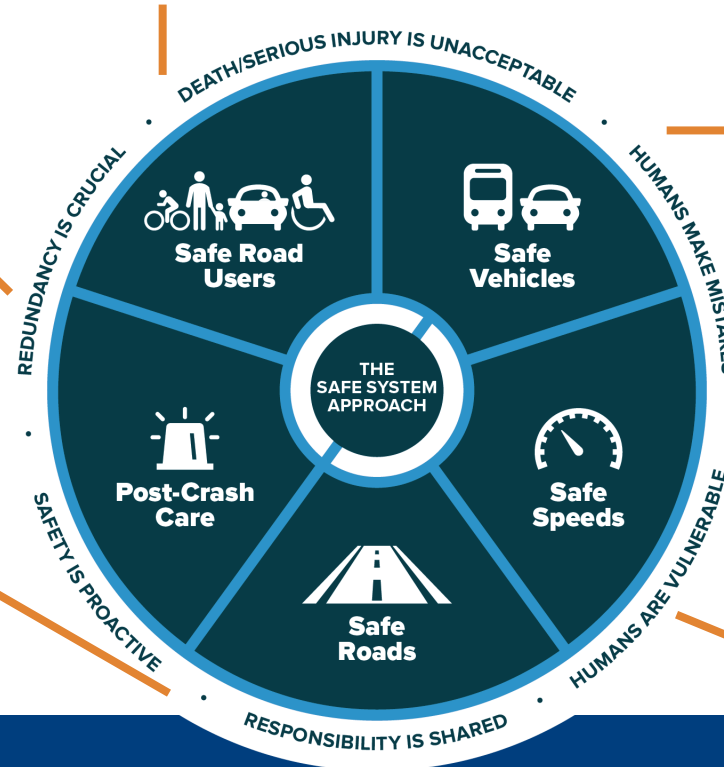 DEATH/SERIOUS INJURY IS UNACCEPTABLE
HUMANS MAKE MISTAKES
HUMANS ARE VULNERABLE
RESPONSIBILITY IS SHARED
SAFETY IS PROACTIVE
REDUNDANCY IS CRUCIAL
Safe Road
Users
Safe
Vehicles
THE
SAFE SYSTEM
APPROACH
Post-Crash
Care
Safe
Speeds
Safe
Roads